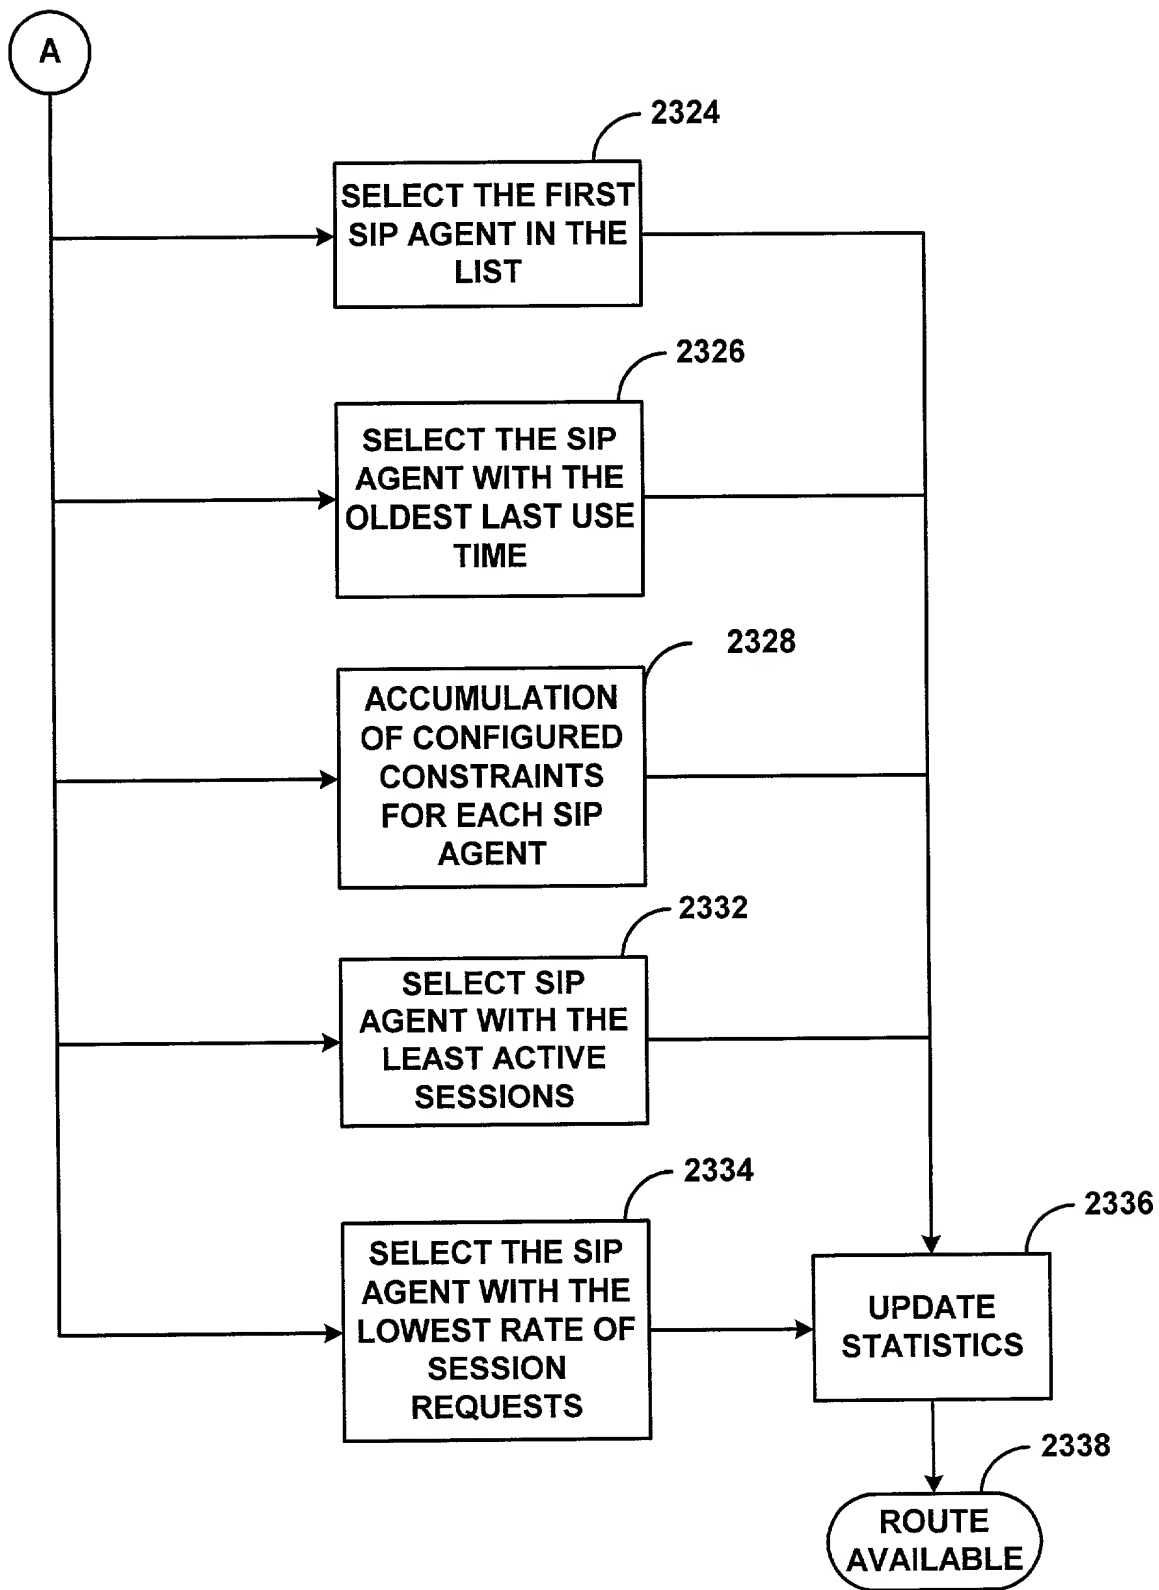 A
2324
SELECT THE FIRST
SIP AGENT IN THE
LIST
2326
SELECT THE SIP
AGENT WITH THE
OLDEST LAST USE
TIME
2328
ACCUMULATION
OF CONFIGURED
CONSTRAINTS
FOR EACH SIP
AGENT
2332
SELECT SIP
AGENT WITH THE
LEAST ACTIVE
SESSIONS
2334
SELECT THE SIP
AGENT WITH THE
LOWEST RATE OF
SESSION
REQUESTS
2336
UPDATE
STATISTICS
2338
ROUTE
AVAILABLE